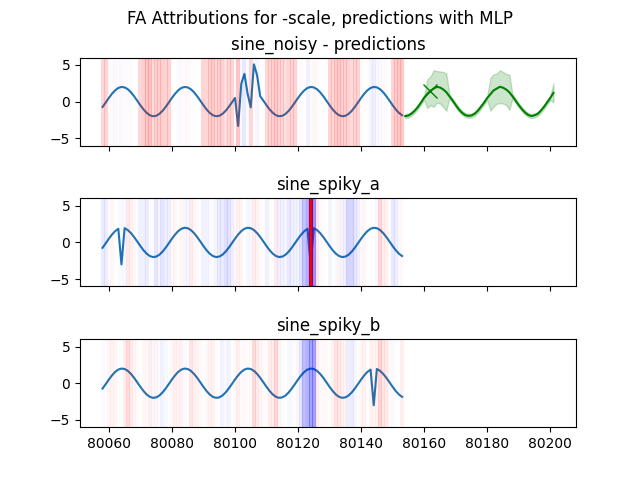 FA Attributions for -scale, predictions with MLP
sine_noisy - predictions
5
0
−5
sine_spiky_a
5
0
−5
sine_spiky_b
5
0
−5
80060 80080 80100 80120 80140 80160 80180 80200